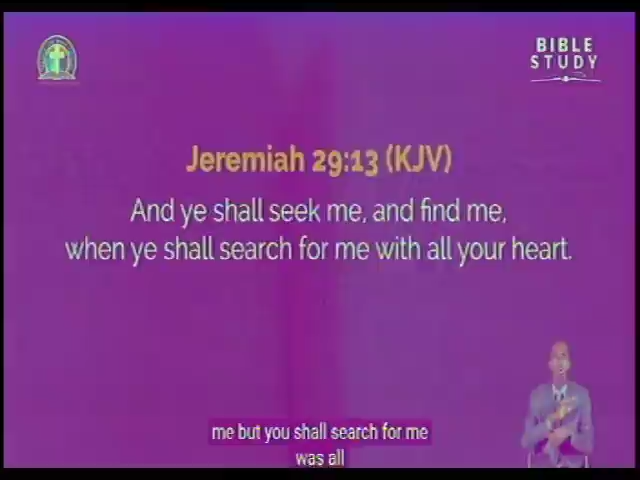 BIBLE
STUDY
Jeremiah 29:13 (KJV)
And ye shall seek me, and find me,
when ye shall search for me with all your heart.
me but you shall search for me
was all